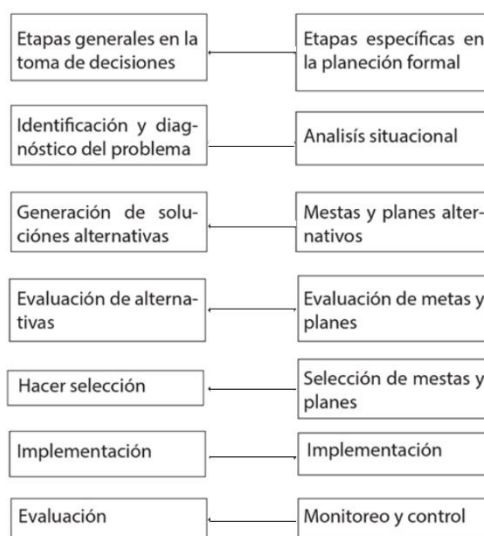 Etapas generales en la
toma de decisiones
Etapas específicas en
la planeción formal
Identificación y diag-
nóstico del problema
Analisís situacional
Generación de solu-
ciónes alternativas
Mestas y planes alter-
nativos
Evaluación de alterna-
tivas
Evaluación de metas y
planes
Hacer selección
Selección de mestas y
planes
Implementación
Implementación
Evaluación
Monitoreo y control